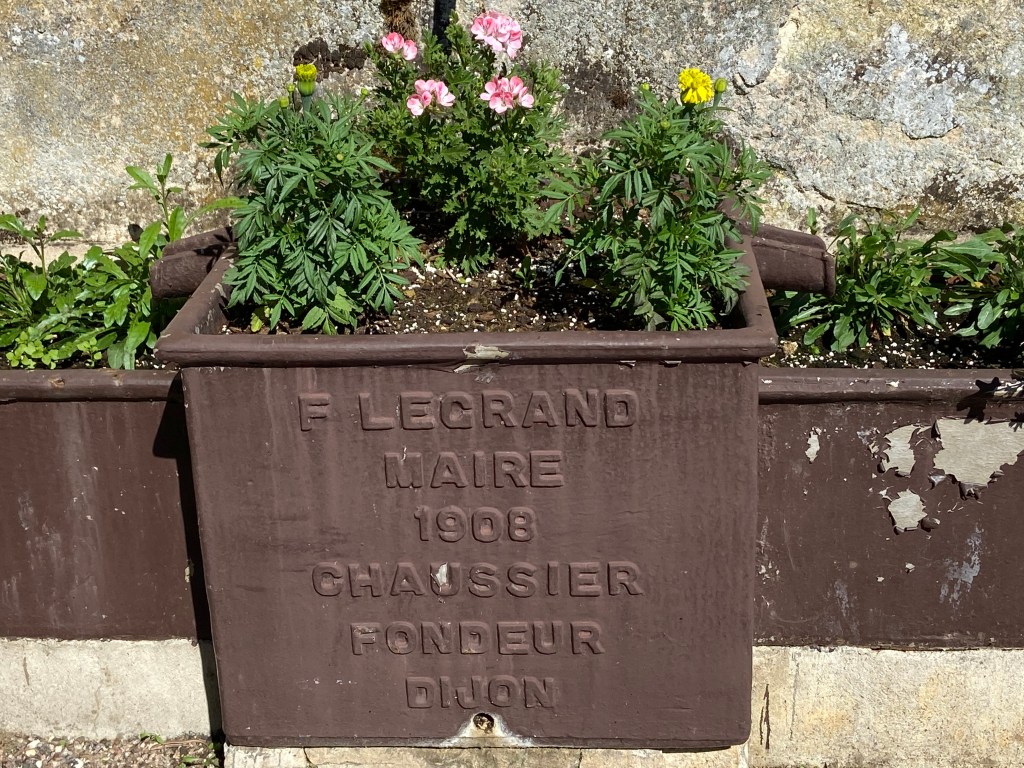 F LEGRAND
MAIRE
1908
CHAUSSIER
FONDEUR
DIJON